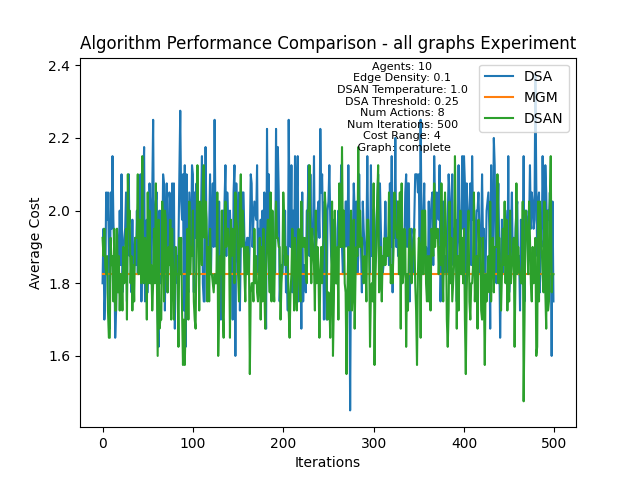 Algorithm Performance Comparison - all graphs Experiment
Agents: 10
Edge Density: 0.1
DSAN Temperature: 1.0
DSA Threshold: 0.25
Num Actions: 8
Num Iterations: 500
Cost Range: 4
Graph: complete
DSA
MGM
DSAN
Average Cost
2.4
2.2
2.0
1.8
1.6
0
100
200
300
400
500
Iterations